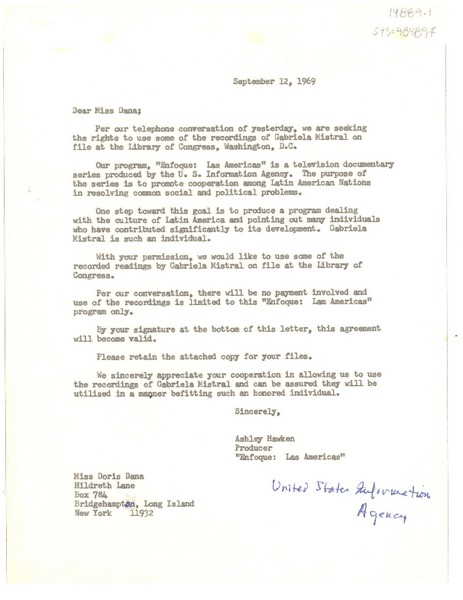 14889-1
SYS=984897
September 12, 1969
Dear Miss Dana;
Per our telephone conversation of yesterday, we are seeking
the rights to use some of the recordings of Gabriela Mistral on
file at the Library of Congress, Washington, D.C.
Our program, "Enfoque: Las Americas" is a television documentary
series produced by the U. S. Information Agency. The purpose of
the series is to promote cooperation among Latin American Nations
in resolving common social and political problems.
One step toward this goal is to produce a program dealing
with the culture of Latin America and pointing out many individuals
who have contributed significantly to its development. Gabriela
Mistral is such an individual.
With your permission, we would like to use some of the
recorded readings by Gabriela Mistral on file at the Library of
Congress.
Per our conversation, there will be no payment involved and
use of the recordings is limited to this "Enfoque: Las Americas"
program only.
By your signature at the bottom of this letter, this agreement
will become valid.
Please retain the attached copy for your files.
We sincerely appreciate your cooperation in allowing us to use
the recordings of Gabriela Mistral and can be assured they will be
utilized in a manner befitting such an honored individual.
Sincerely,
Ashley Hawken
Producer
"Enfoque: Las Americas"
Miss Doris Dana
Hildreth Lane
Box 784
Bridgehampton, Long Island
New York 11932
United States Information
Agency